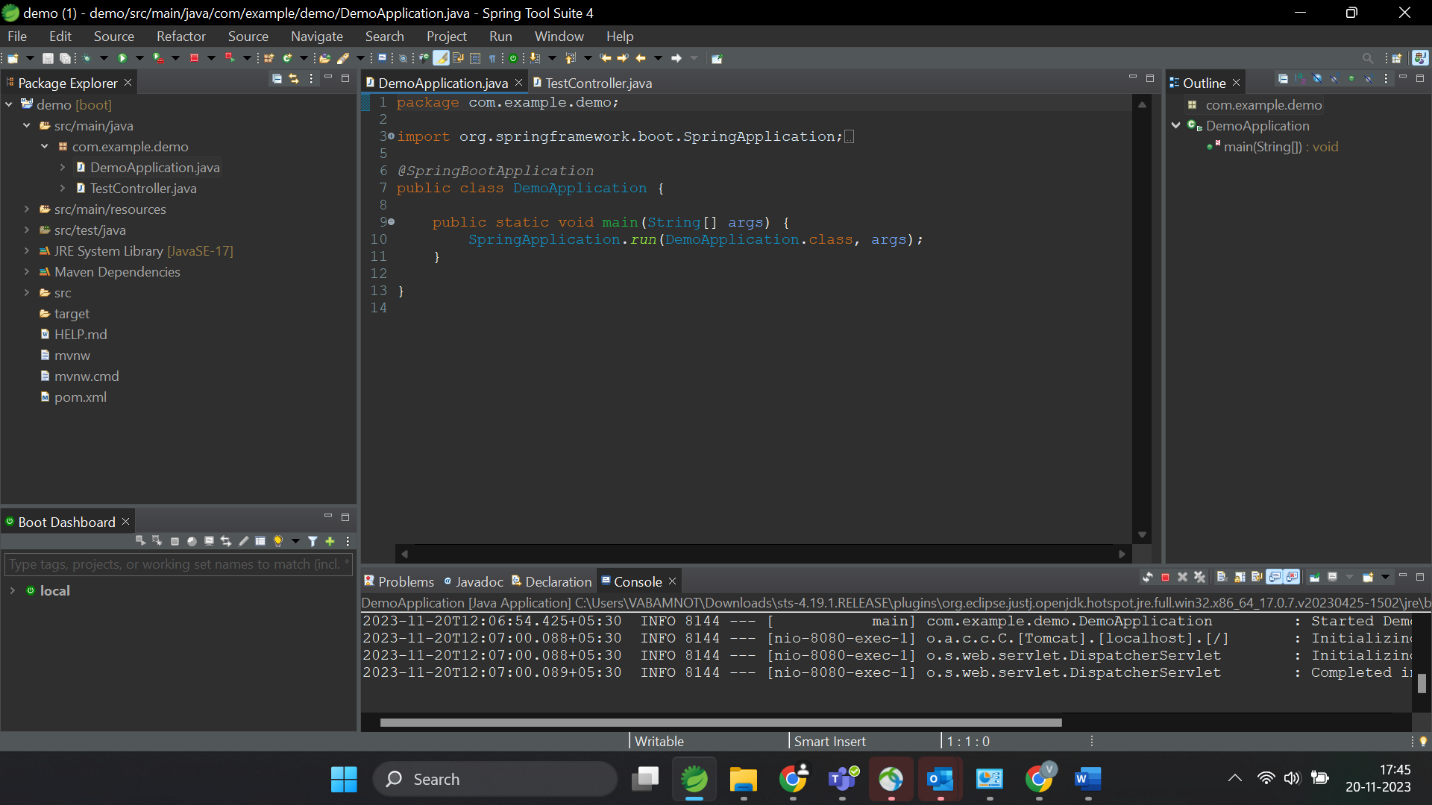 demo (1) - demo/src/main/java/com/example/demo/DemoApplication.java - Spring Tool Suite 4
File Edit Source Refactor Source Navigate Search Project Run Window Help
Package Explorer
demo [boot]
src/main/java
com.example.demo
DemoApplication.java
TestController.java
src/main/resources
src/test/java
JRE System Library [JavaSE-17]
Maven Dependencies
src
target
HELP.md
mvnw
mvnw.cmd
pom.xml
DemoApplication.java TestController.java
1 package com.example.demo;
2
3 import org.springframework.boot.SpringApplication;
5
6 @SpringBootApplication
7 public class DemoApplication {
8
9 public static void main(String[] args) {
10 SpringApplication.run(DemoApplication.class, args);
11 }
12
13 }
14
Outline
com.example.demo
DemoApplication
main(String[]) : void
Boot Dashboard
Type tags, projects, or working set names to match (incl. *
local
Problems Javadoc Declaration Console
DemoApplication [Java Application] C:\Users\VABAMNOT\Downloads\sts-4.19.1.RELEASE\plugins\org.eclipse.justj.openjdk.hotspot.jre.full.win32.x86_64_17.0.7.v20230425-1502\jre\b
2023-11-20T12:06:54.425+05:30 INFO 8144 --- [ main] com.example.demo.DemoApplication : Started Demo
2023-11-20T12:07:00.088+05:30 INFO 8144 --- [nio-8080-exec-1] o.a.c.c.C.[Tomcat].[localhost].[/] : Initializing
2023-11-20T12:07:00.088+05:30 INFO 8144 --- [nio-8080-exec-1] o.s.web.servlet.DispatcherServlet : Initializing
2023-11-20T12:07:00.089+05:30 INFO 8144 --- [nio-8080-exec-1] o.s.web.servlet.DispatcherServlet : Completed i
Writable Smart Insert 1 : 1 : 0
Search
17:45
20-11-2023